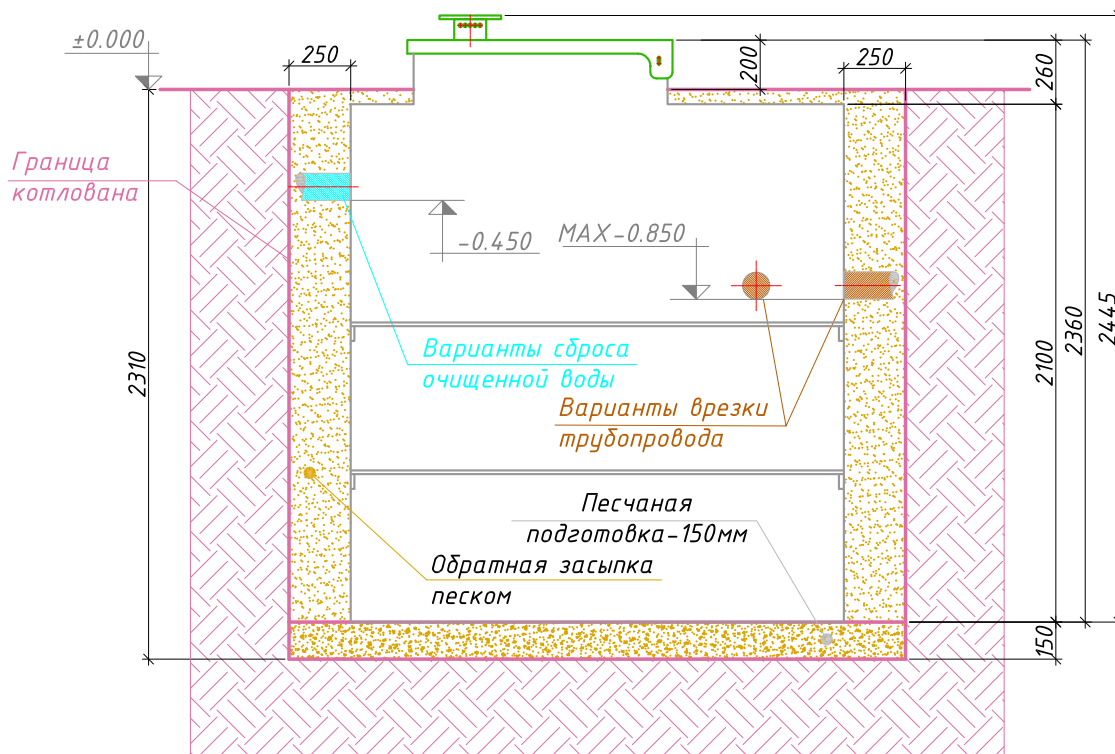 ±0.000
250
200
250
260
Граница
котлована
-0.450
MAX-0.850
2310
2100
2360
2445
Варианты сброса
очищенной воды
Варианты врезки
трубопровода
Песчаная
подготовка-150мм
Обратная засыпка
песком
150